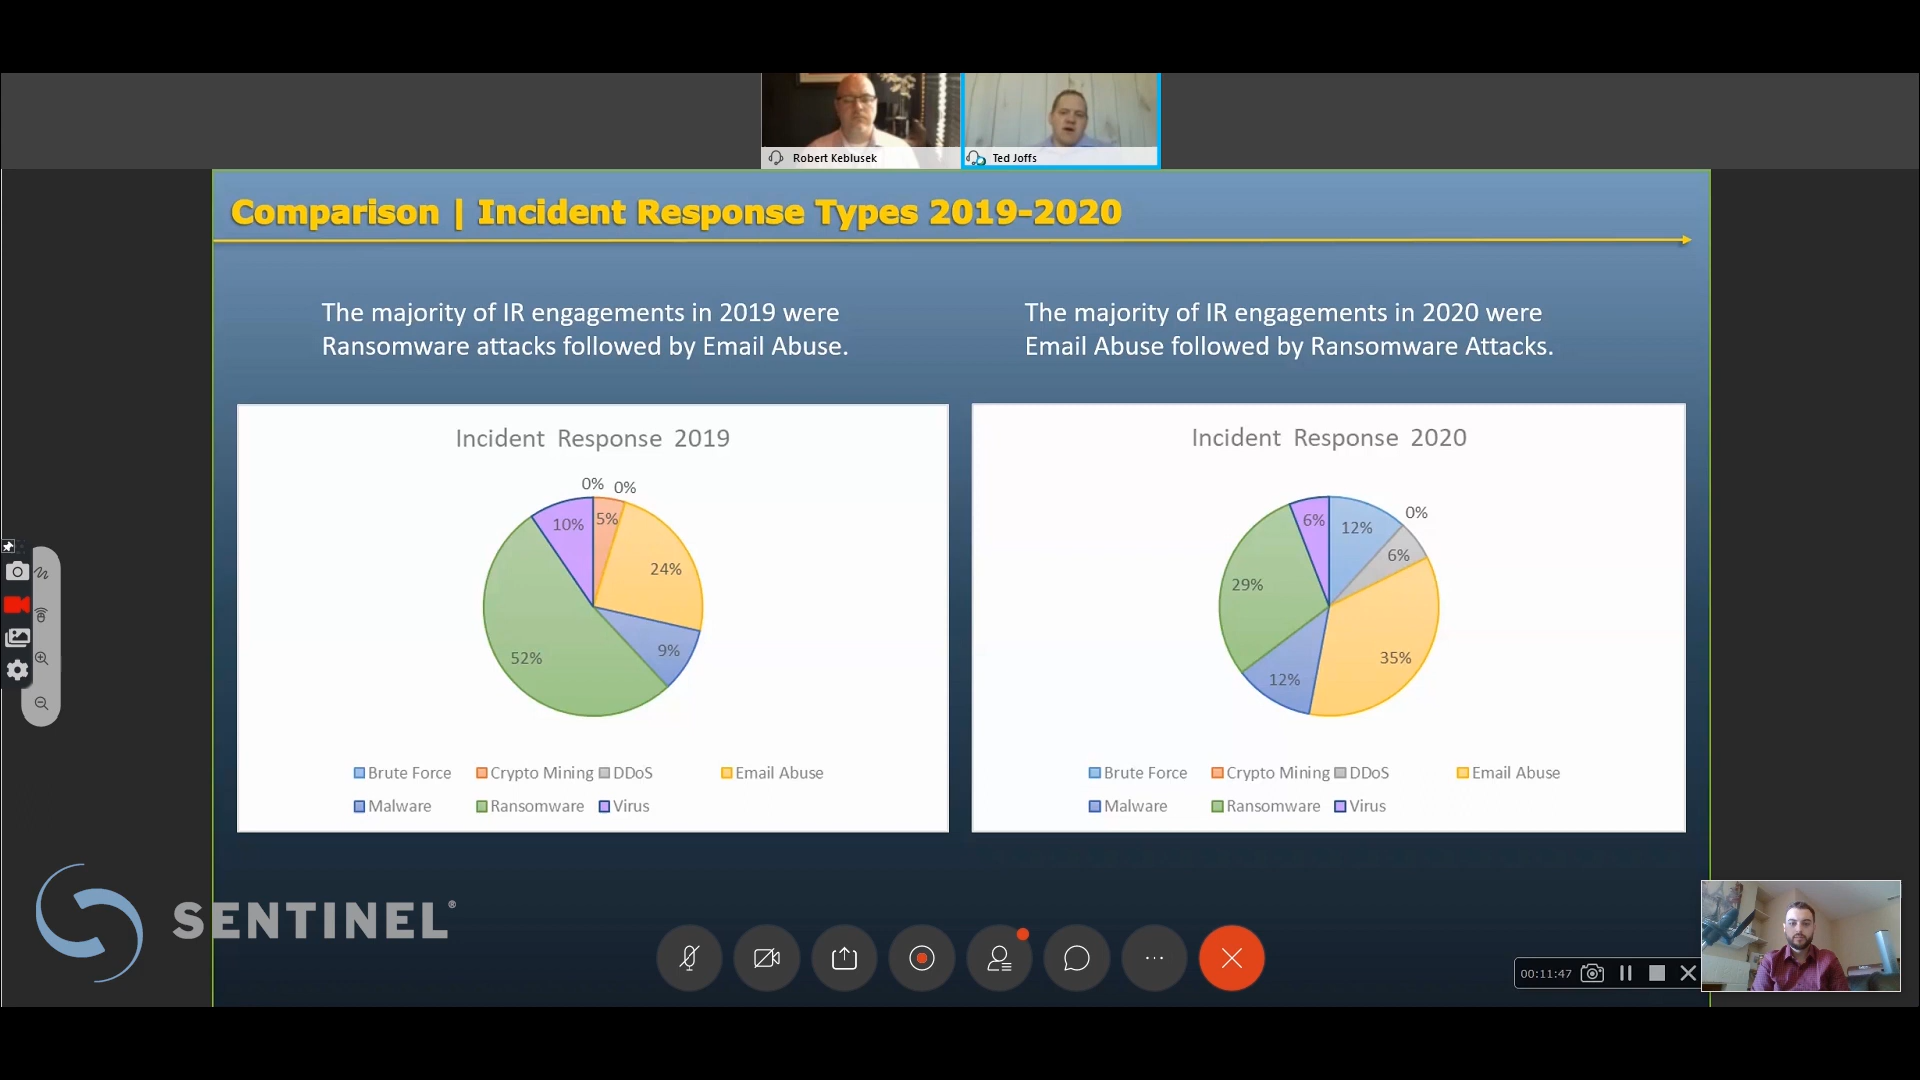 Robert Keblusek
Ted Joffs
Comparison | Incident Response Types 2019-2020
The majority of IR engagements in 2019 were
Ransomware attacks followed by Email Abuse.
The majority of IR engagements in 2020 were
Email Abuse followed by Ransomware Attacks.
Incident Response 2019
0% 0%
5%
10%
24%
9%
52%
Brute Force Crypto Mining DDoS Email Abuse
Malware Ransomware Virus
Incident Response 2020
0%
6%
12%
6%
29%
35%
12%
Brute Force Crypto Mining DDoS Email Abuse
Malware Ransomware Virus
SENTINEL®
00:11:47